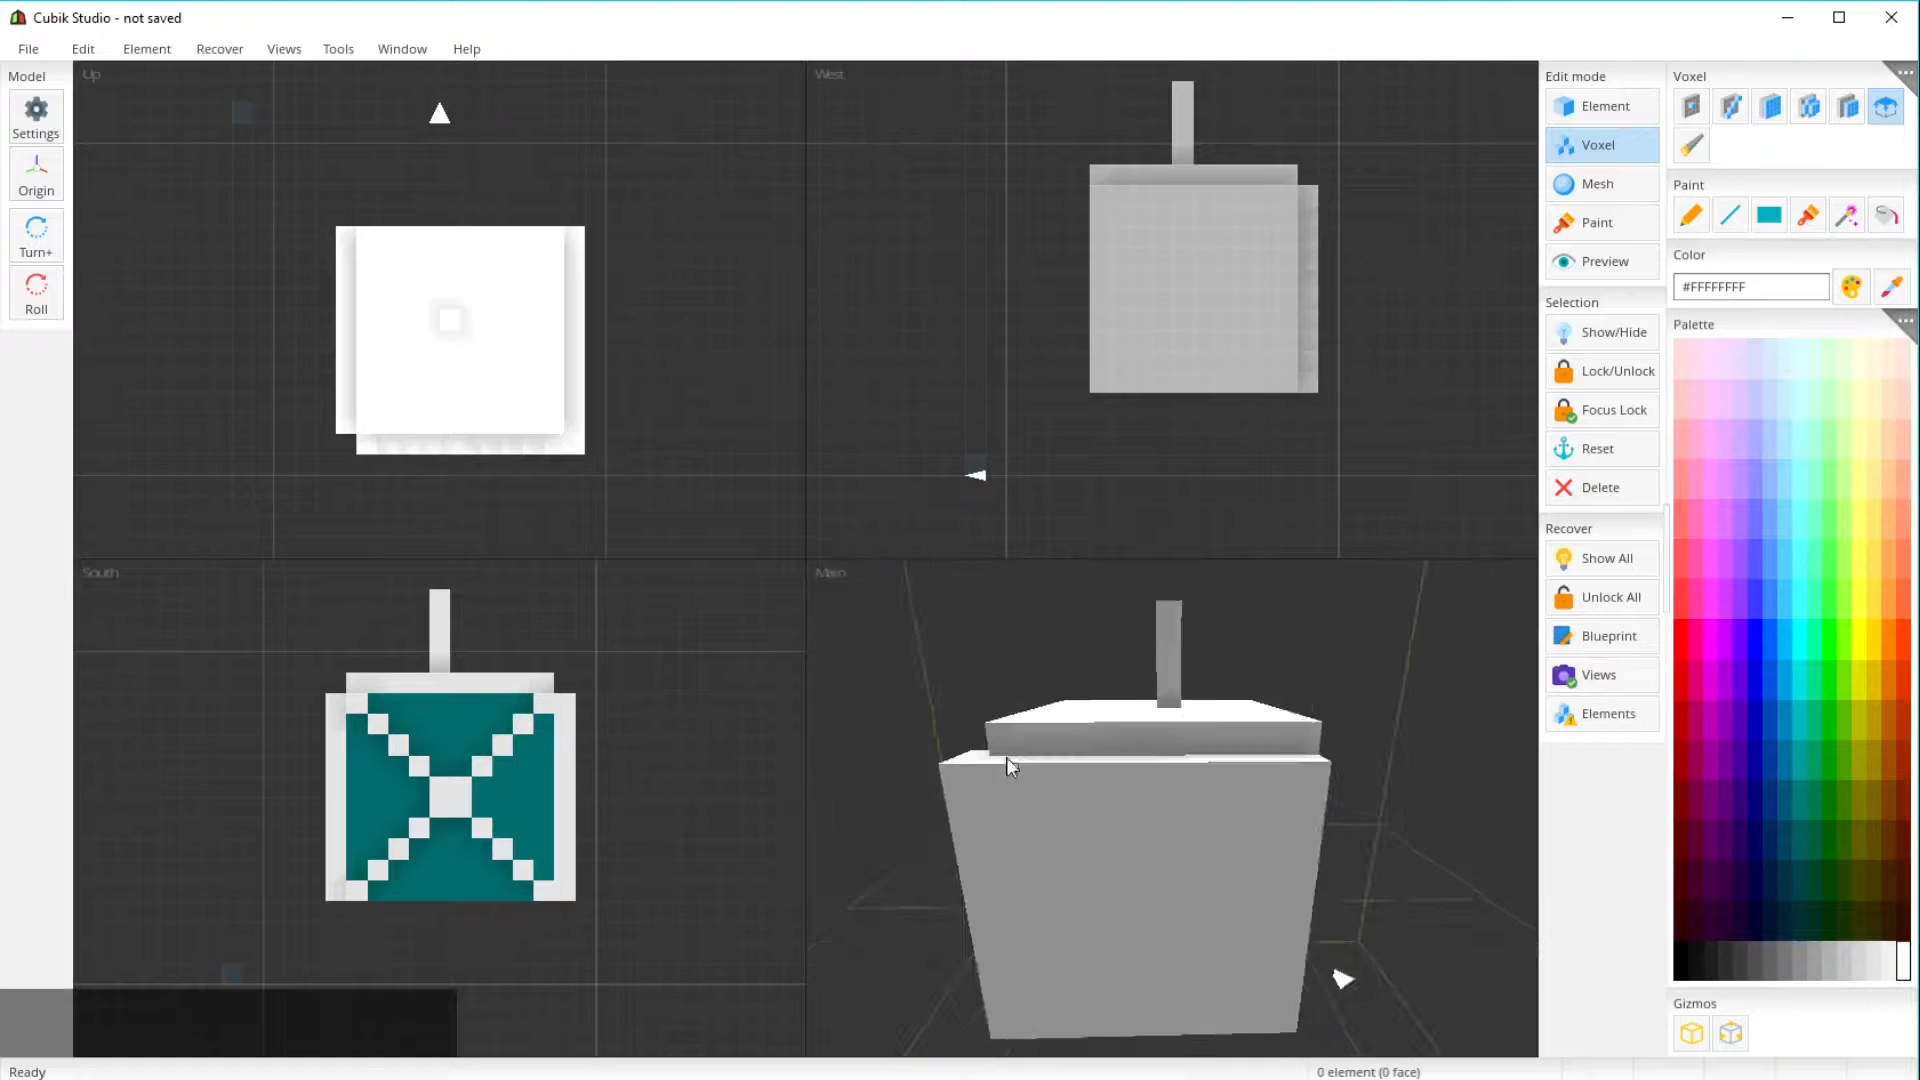 Cubik Studio - not saved
File Edit Element Recover Views Tools Window Help
Model
Settings
Origin
Turn+
Roll
Up
West
South
Main
Edit mode
Element
Voxel
Mesh
Paint
Preview
Selection
Show/Hide
Lock/Unlock
Focus Lock
Reset
Delete
Recover
Show All
Unlock All
Blueprint
Views
Elements
Voxel
Paint
Color
#FFFFFFFF
Palette
Gizmos
Ready
0 element (0 face)